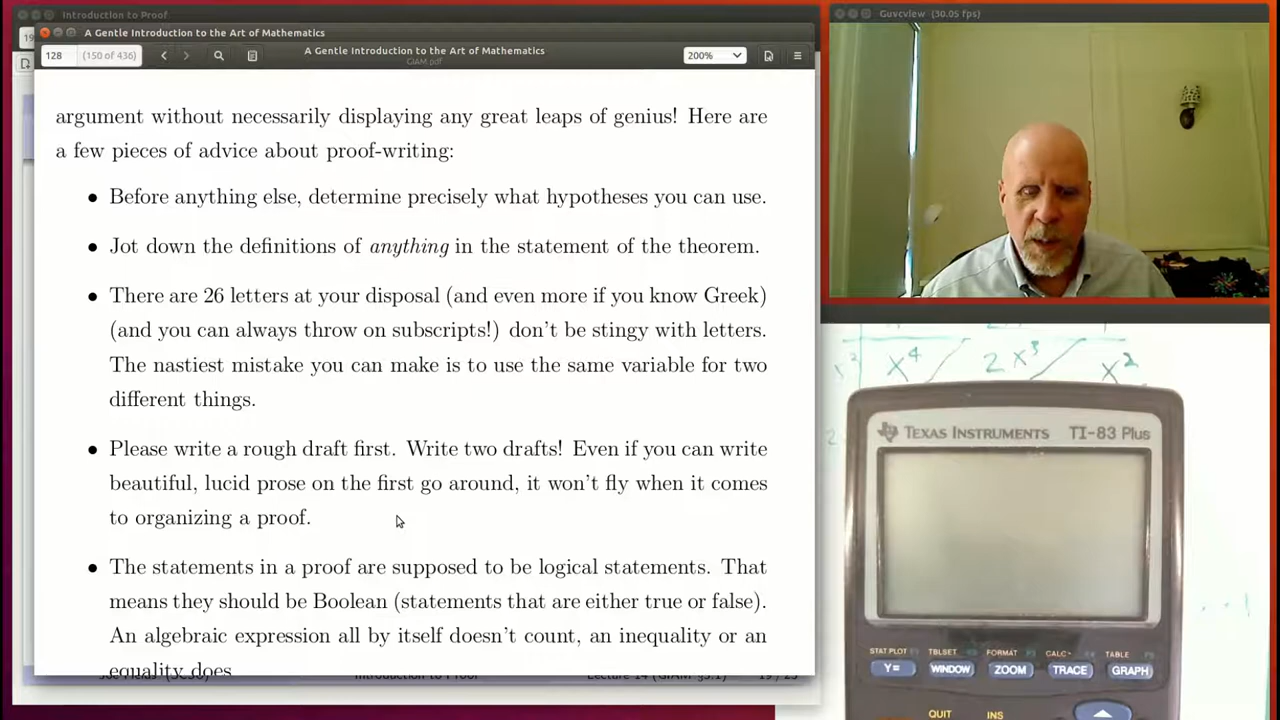 Introduction to Proof
A Gentle Introduction to the Art of Mathematics
128 (150 of 436)
A Gentle Introduction to the Art of Mathematics
GIAM.pdf
200%
argument without necessarily displaying any great leaps of genius! Here are
a few pieces of advice about proof-writing:
• Before anything else, determine precisely what hypotheses you can use.
• Jot down the definitions of anything in the statement of the theorem.
• There are 26 letters at your disposal (and even more if you know Greek)
(and you can always throw on subscripts!) don't be stingy with letters.
The nastiest mistake you can make is to use the same variable for two
different things.
• Please write a rough draft first. Write two drafts! Even if you can write
beautiful, lucid prose on the first go around, it won't fly when it comes
to organizing a proof.
• The statements in a proof are supposed to be logical statements. That
means they should be Boolean (statements that are either true or false).
An algebraic expression all by itself doesn't count, an inequality or an
equality does
Introduction to Proof
Lecture 14 (GIAM §3.1)
Guvcview (30.05 fps)
x² x⁴ 2x³ x²
TEXAS INSTRUMENTS TI-83 Plus
STAT PLOT TBLSET FORMAT CALC TABLE
Y= WINDOW ZOOM TRACE GRAPH
QUIT INS